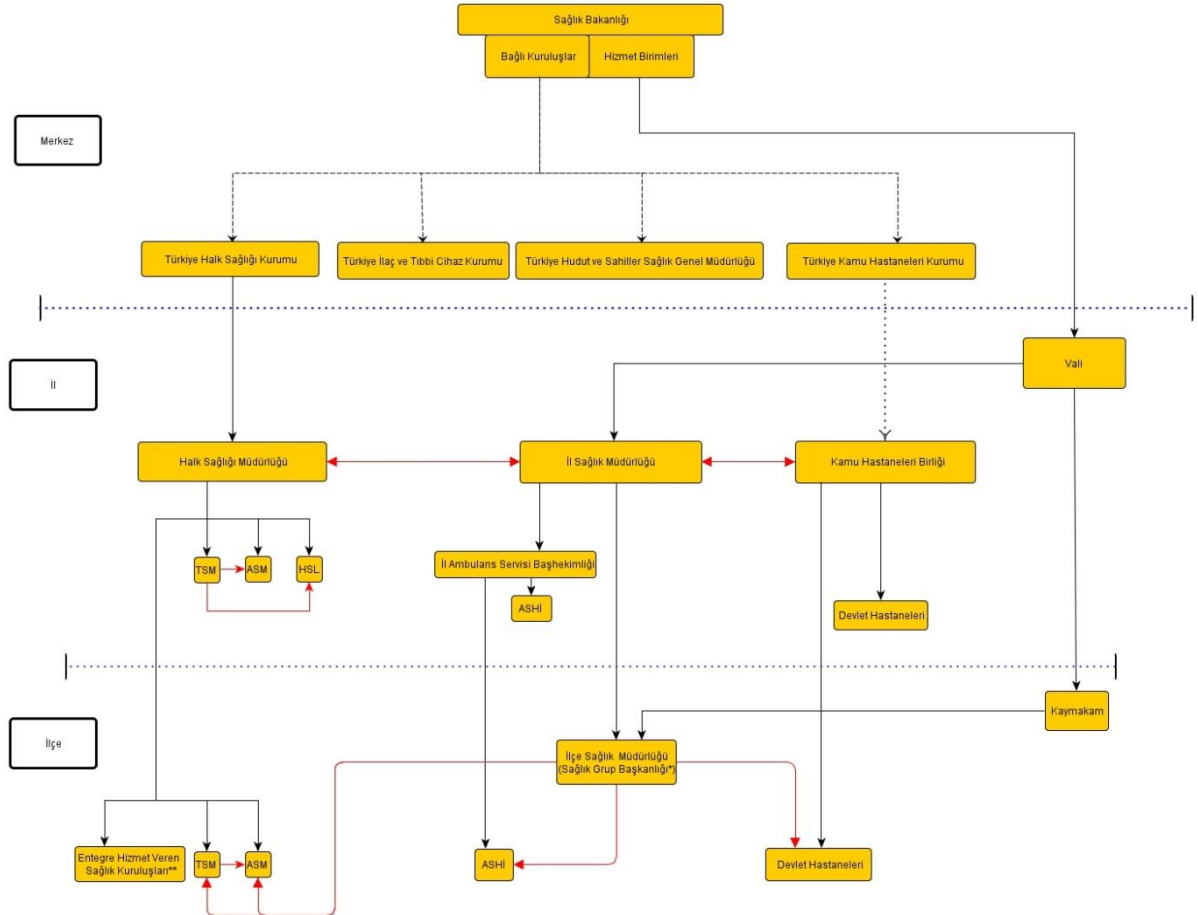 Sağlık Bakanlığı
Bağlı Kuruluşlar
Hizmet Birimleri
Merkez
Türkiye Halk Sağlığı Kurumu
Türkiye İlaç ve Tıbbi Cihaz Kurumu
Türkiye Hudut ve Sahiller Sağlık Genel Müdürlüğü
Türkiye Kamu Hastaneleri Kurumu
İl
Vali
Halk Sağlığı Müdürlüğü
İl Sağlık Müdürlüğü
Kamu Hastaneleri Birliği
TSM
ASM
HSL
İl Ambulans Servisi Başhekimliği
ASHİ
Devlet Hastaneleri
İlçe
Kaymakam
İlçe Sağlık Müdürlüğü
(Sağlık Grup Başkanlığı*)
Entegre Hizmet Veren
Sağlık Kuruluşları**
TSM
ASM
ASHİ
Devlet Hastaneleri